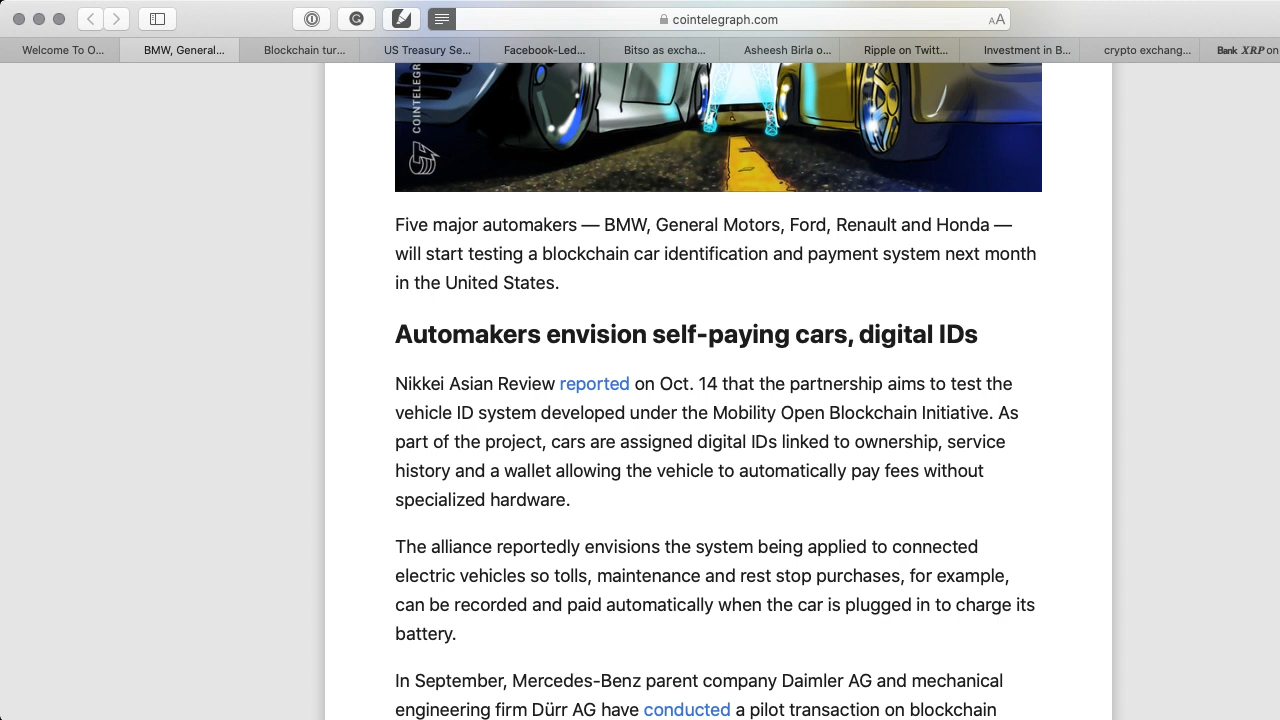 cointelegraph.com
AA
Welcome To O...
BMW, General...
Blockchain tur...
US Treasury Se...
Facebook-Led...
Bitso as excha...
Asheesh Birla o...
Ripple on Twitt...
Investment in B...
crypto exchang...
Bank XRP on
COINTELEGR
Five major automakers — BMW, General Motors, Ford, Renault and Honda —
will start testing a blockchain car identification and payment system next month
in the United States.
Automakers envision self-paying cars, digital IDs
Nikkei Asian Review reported on Oct. 14 that the partnership aims to test the
vehicle ID system developed under the Mobility Open Blockchain Initiative. As
part of the project, cars are assigned digital IDs linked to ownership, service
history and a wallet allowing the vehicle to automatically pay fees without
specialized hardware.
The alliance reportedly envisions the system being applied to connected
electric vehicles so tolls, maintenance and rest stop purchases, for example,
can be recorded and paid automatically when the car is plugged in to charge its
battery.
In September, Mercedes-Benz parent company Daimler AG and mechanical
engineering firm Dürr AG have conducted a pilot transaction on blockchain